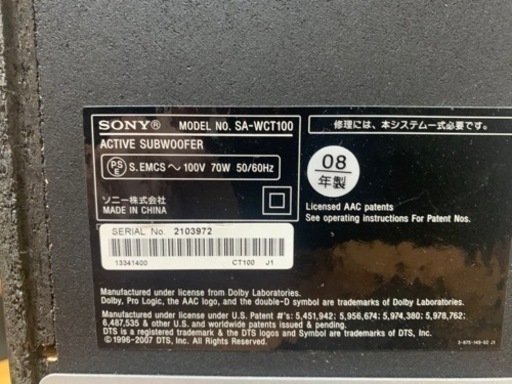 SONY® MODEL NO. SA-WCT100
ACTIVE SUBWOOFER
PSE S.EMCS ~ 100V 70W 50/60Hz
ソニー株式会社
MADE IN CHINA
修理には、本システム一式必要です。
08
年製
Licensed AAC patents
See operating instructions For Patent Nos.
SERIAL No. 2103972
13341400 CT100 J1
Manufactured under license from Dolby Laboratories.
Dolby, Pro Logic, the AAC logo, and the double-D symbol are trademarks of Dolby Laboratories.
Manufactured under license under U.S. Patent #'s: 5,451,942; 5,956,674; 5,974,380; 5,978,762;
6,487,535 & other U.S. and worldwide patents issued & pending.
DTS is a registered trademark & the DTS logos and Symbol are trademarks of DTS, Inc.
©1996-2007 DTS, Inc. All Rights Reserved.
3-875-149-02 J1